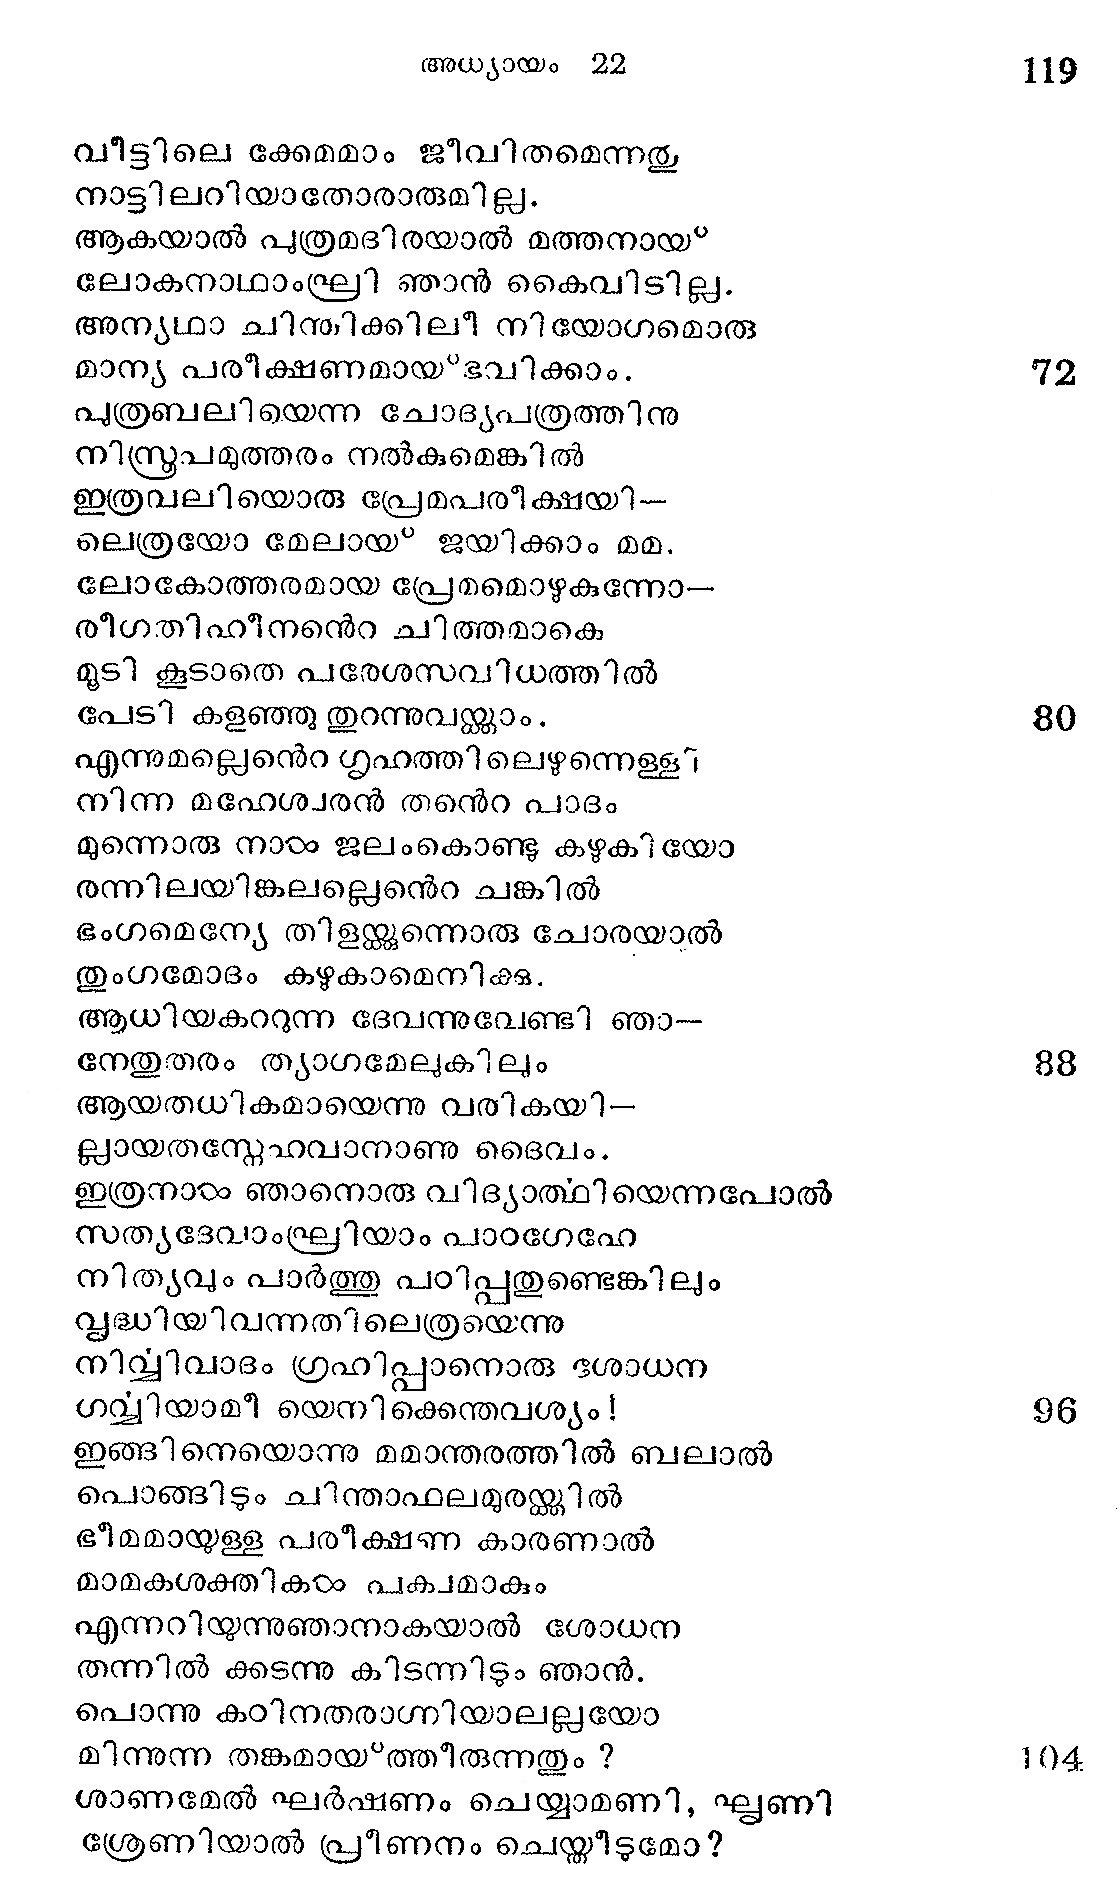 അധ്യായം 22 119
വീട്ടിലെ ക്കേമമാം ജീവിതമെന്നതു
നാട്ടിലറിയാതോരാരുമില്ല.
ആകയാൽ പുത്രമദിരയാൽ മത്തനായ്
ലോകനാഥാംഘ്രി ഞാൻ കൈവിടില്ല.
അന്യഥാ ചിന്തിക്കിലീ നിയോഗമൊരു
മാന്യ പരീക്ഷണമായ് ഭവിക്കാം. 72
പുത്രബലിയെന്ന ചോദ്യപത്രത്തിനു
നിസ്ത്രപമുത്തരം നൽകുമെങ്കിൽ
ഇത്രവലിയൊരു പ്രേമപരീക്ഷയി—
ലെത്രയോ മേലായ് ജയിക്കാം മമ.
ലോകോത്തരമായ പ്രേമമൊഴുകുന്നോ—
രീഗതിഹീനൻെറ ചിത്തമാകെ
മൂടി കൂടാതെ പരേശസവിധത്തിൽ
പേടി കളഞ്ഞു തുറന്നുവയ്ക്കാം. 80
എന്നുമല്ലെൻെറ ഗൃഹത്തിലെഴുന്നെള്ളി
നിന്ന മഹേശ്വരൻ തൻെറ പാദം
മുന്നൊരു നാൾ ജലംകൊണ്ടു കഴുകിയോ
രന്നിലയിങ്കലല്ലെൻെറ ചങ്കിൽ
ഭംഗമെന്യേ തിളയ്ക്കുന്നൊരു ചോരയാൽ
തുംഗമോദം കഴുകാമെനിക്കു.
ആധിയകററുന്ന ദേവന്നുവേണ്ടി ഞാ—
നേതുതരം ത്യാഗമേലുകിലും 88
ആയതധികമായെന്നു വരികയി—
ല്ലായതസ്നേഹവാനാണു ദൈവം.
ഇത്രനാൾ ഞാനൊരു വിദ്യാർത്ഥിയെന്നപോൽ
സത്യദേവാംഘ്രിയാം പാഠഗേഹേ
നിത്യവും പാർത്തു പഠിപ്പതുണ്ടെങ്കിലും
വൃദ്ധിയിവന്നതിലെത്രയെന്നു
നിർവ്വിവാദം ഗ്രഹിപ്പാനൊരു ശോധന
ഗർവ്വിയാമീ യെനിക്കെന്തവശ്യം! 96
ഇങ്ങിനെയൊന്നു മമാന്തരത്തിൽ ബലാൽ
പൊങ്ങിടും ചിന്താഫലമുരയ്ക്കിൽ
ഭീമമായുള്ള പരീക്ഷണ കാരണാൽ
മാമകശക്തികൾ പക്വമാകും
എന്നറിയുന്നുഞാനാകയാൽ ശോധന
തന്നിൽ ക്കടന്നു കിടന്നിടും ഞാൻ.
പൊന്നു കഠിനതരാഗ്നിയാലല്ലയോ
മിന്നുന്ന തങ്കമായ്ത്തീരുന്നതും ? 104
ശാണമേൽ ഘർഷണം ചെയ്യാമണി, ഘൃണി
ശ്രേണിയാൽ പ്രീണനം ചെയ്തീടുമോ?